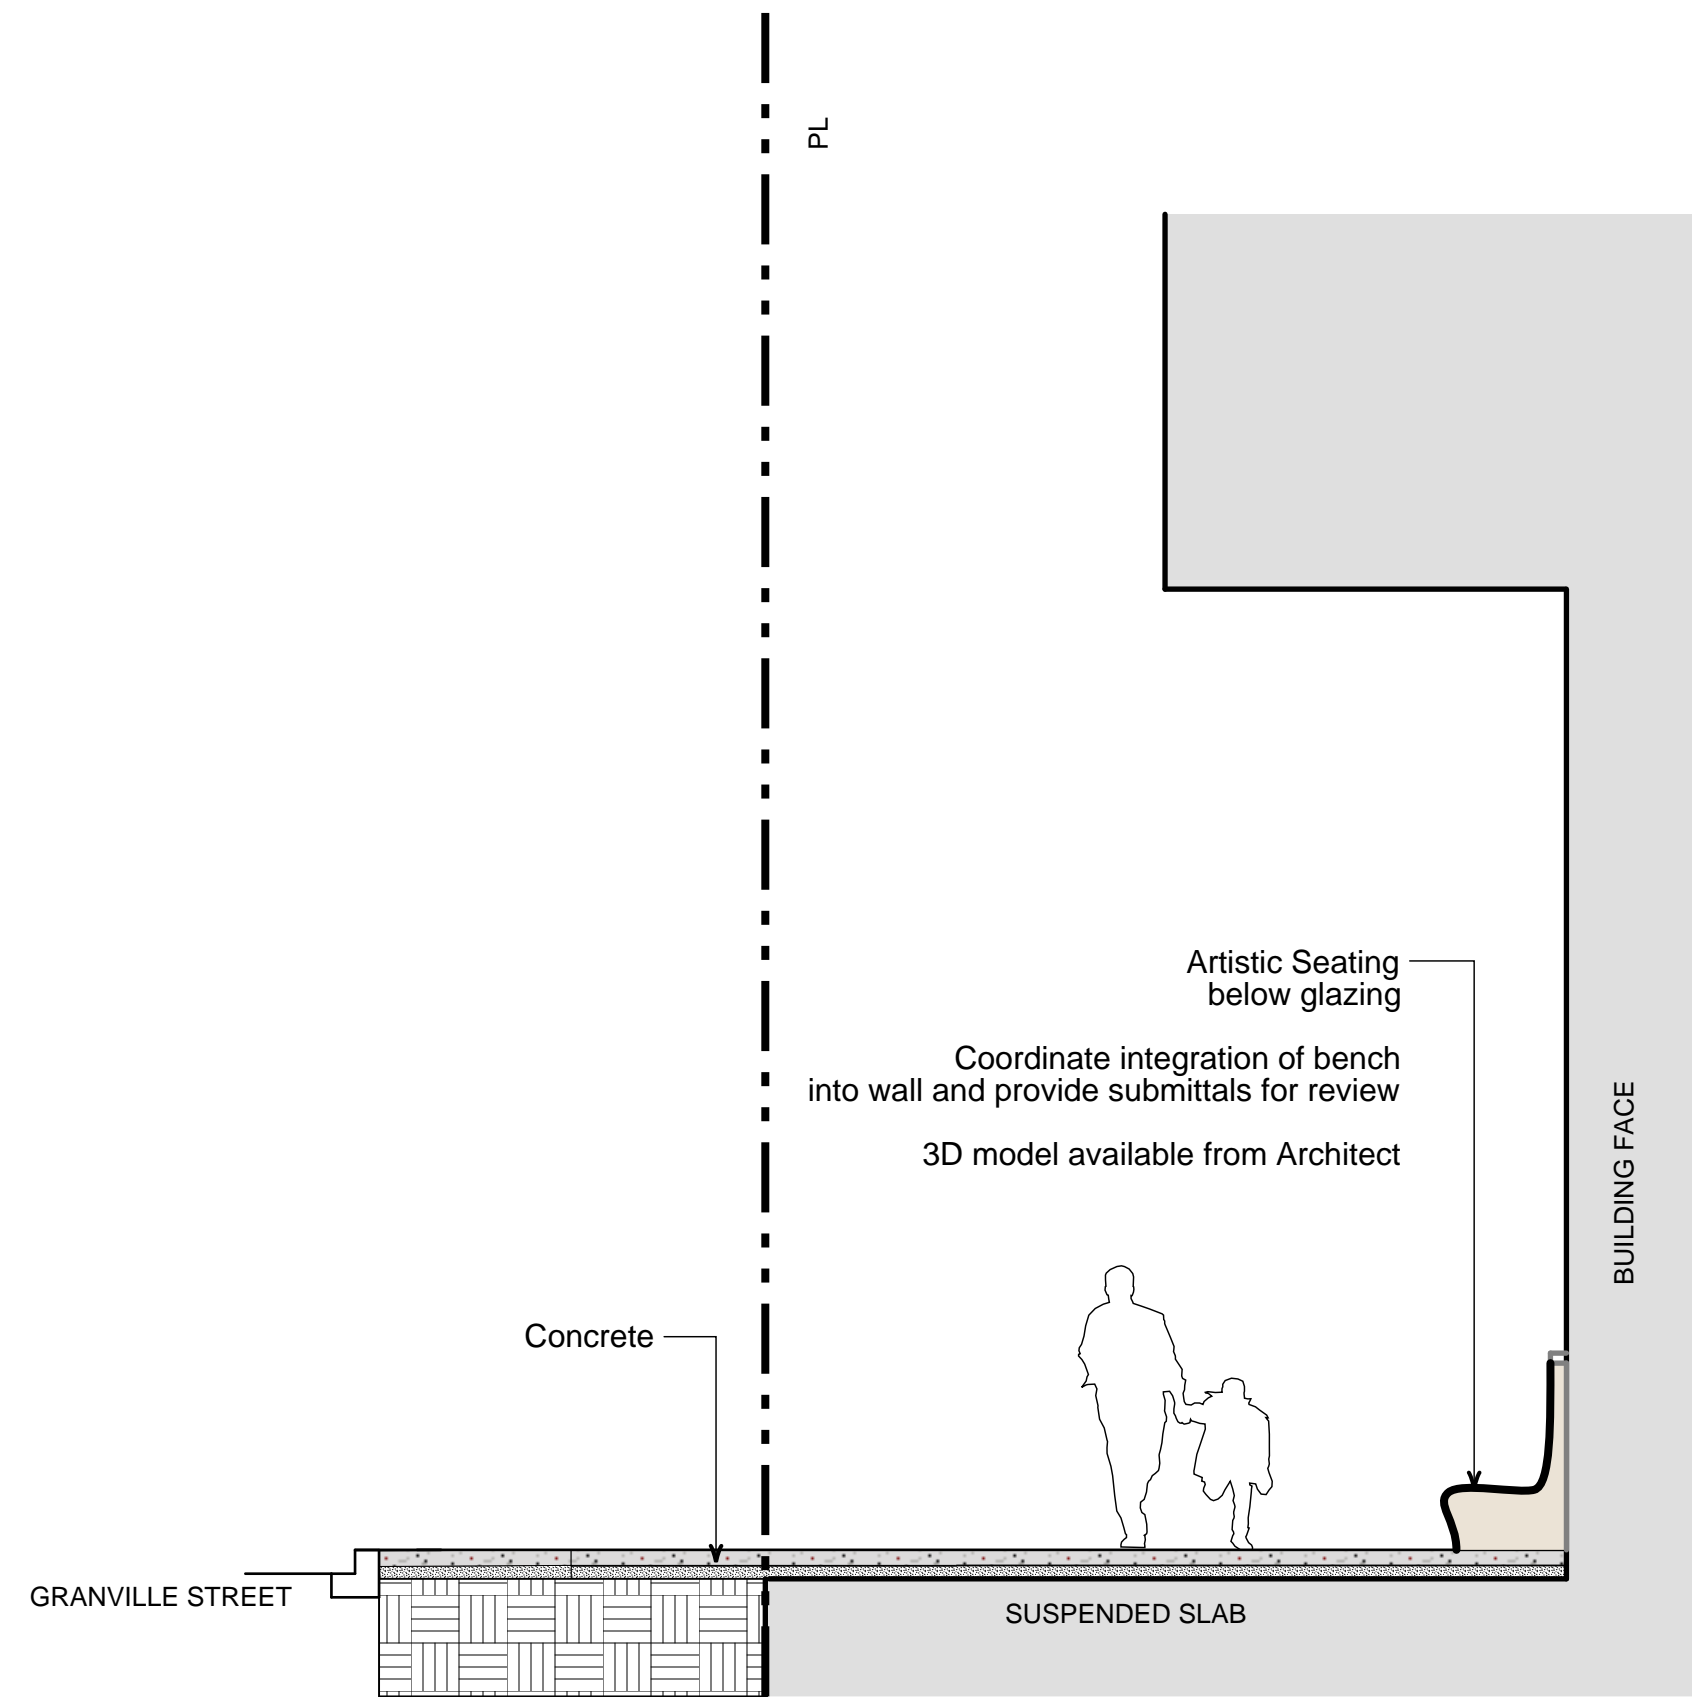 PL
Artistic Seating
below glazing
Coordinate integration of bench
into wall and provide submittals for review
3D model available from Architect
BUILDING FACE
Concrete
GRANVILLE STREET
SUSPENDED SLAB